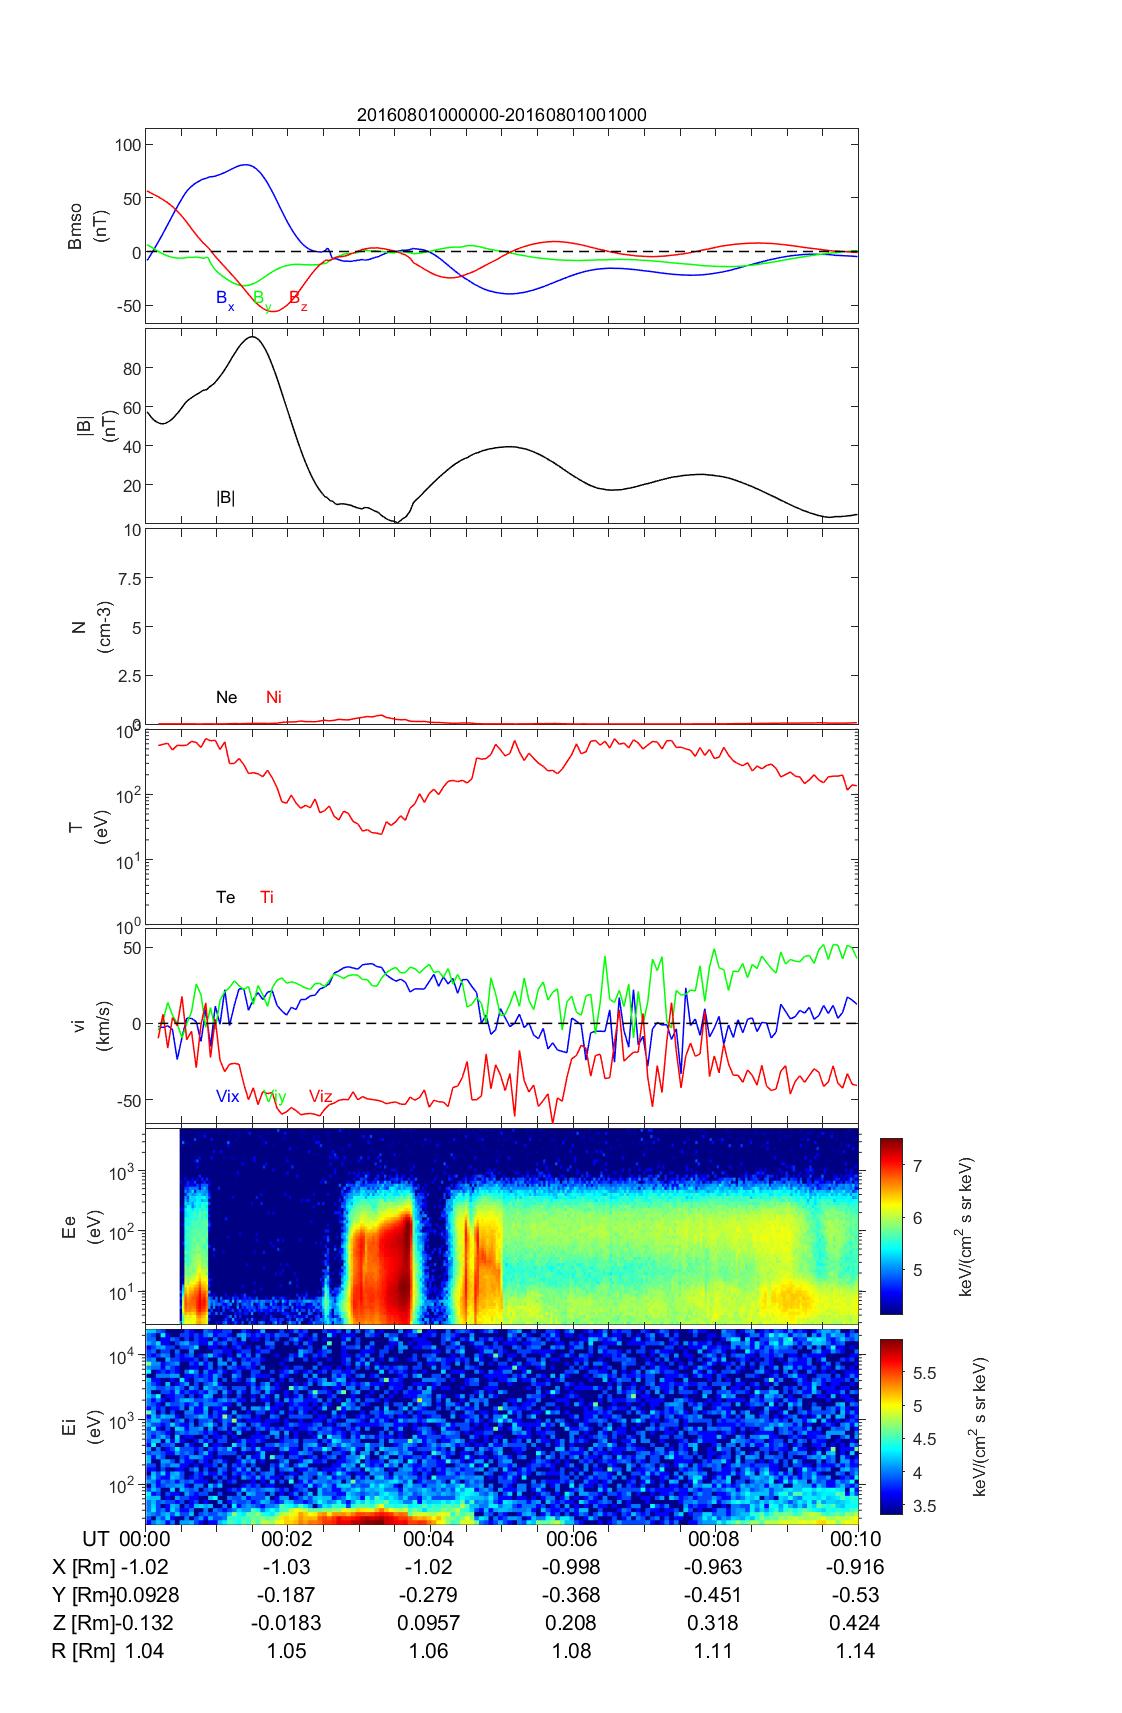 20160801000000-20160801001000
100
50
0
-50
Bmso
(nT)
Bx By Bz
80
60
40
20
|B|
(nT)
|B|
10
7.5
5
2.5
0
N
(cm-3)
Ne Ni
10^3
10^2
10^1
10^0
T
(eV)
Te Ti
50
0
-50
vi
(km/s)
Vix Viy Viz
10^3
10^2
10^1
Ee
(eV)
7
6
5
keV/(cm^2 s sr keV)
10^4
10^3
10^2
Ei
(eV)
5.5
5
4.5
4
3.5
keV/(cm^2 s sr keV)
UT 00:00 00:02 00:04 00:06 00:08 00:10
X [Rm] -1.02 -1.03 -1.02 -0.998 -0.963 -0.916
Y [Rm] -0.0928 -0.187 -0.279 -0.368 -0.451 -0.53
Z [Rm] -0.132 -0.0183 0.0957 0.208 0.318 0.424
R [Rm] 1.04 1.05 1.06 1.08 1.11 1.14